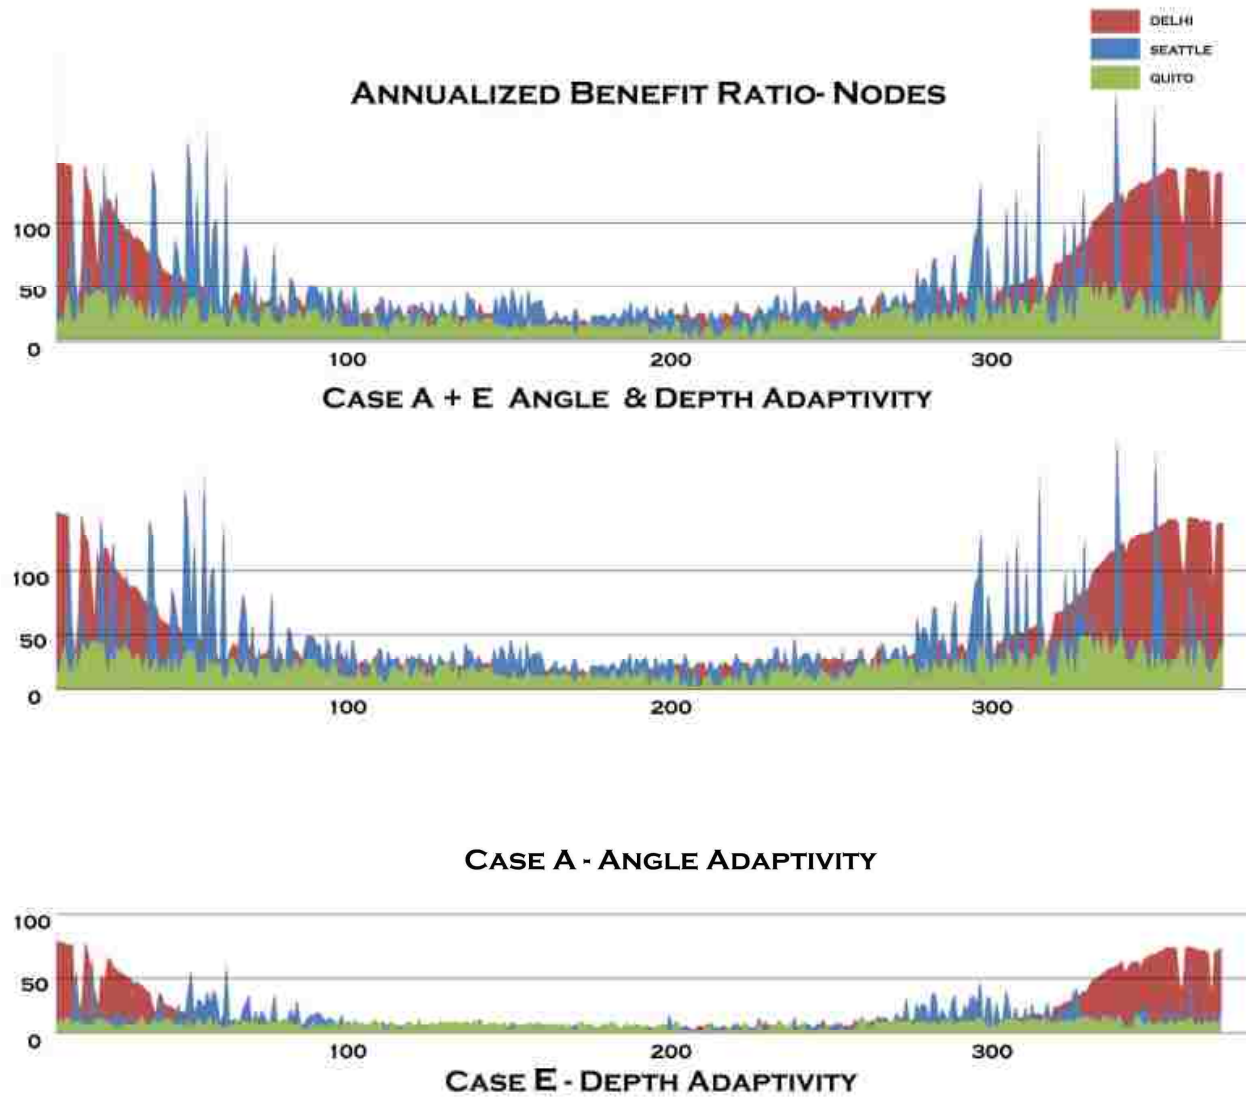 DELHI
SEATTLE
QUITO
ANNUALIZED BENEFIT RATIO- NODES
100
50
0
100 200 300
CASE A + E ANGLE & DEPTH ADAPTIVITY
100
50
0
100 200 300
CASE A - ANGLE ADAPTIVITY
100
50
0
100 200 300
CASE E - DEPTH ADAPTIVITY